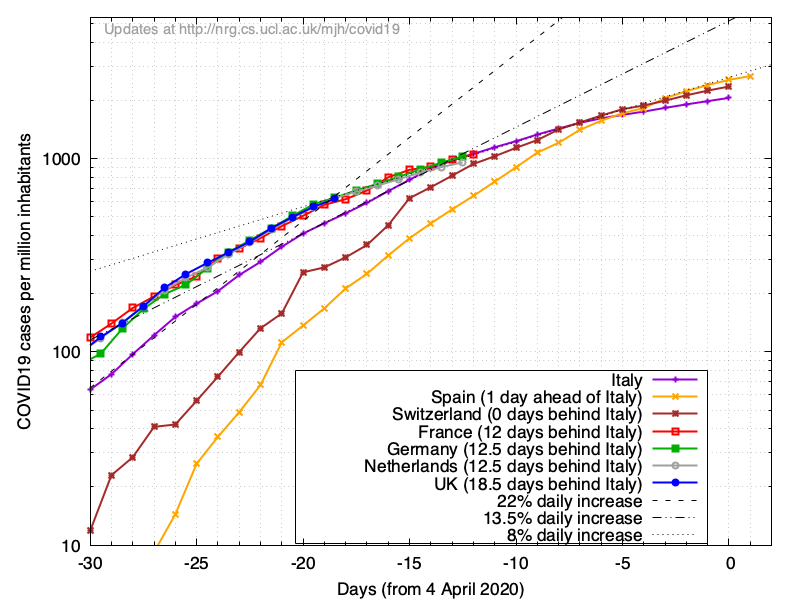 Updates at http://nrg.cs.ucl.ac.uk/mjh/covid19
COVID19 cases per million inhabitants
1000
100
10
Italy
Spain (1 day ahead of Italy)
Switzerland (0 days behind Italy)
France (12 days behind Italy)
Germany (12.5 days behind Italy)
Netherlands (12.5 days behind Italy)
UK (18.5 days behind Italy)
22% daily increase
13.5% daily increase
8% daily increase
-30 -25 -20 -15 -10 -5 0
Days (from 4 April 2020)